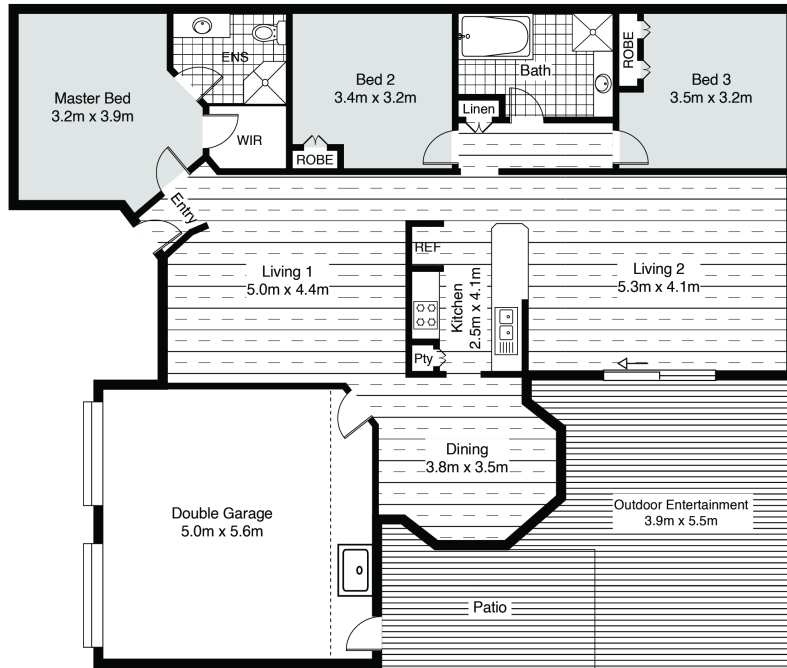 Master Bed
3.2m x 3.9m
ENS
WIR
Bed 2
3.4m x 3.2m
ROBE
Bath
Linen
ROBE
Bed 3
3.5m x 3.2m
Entry
Living 1
5.0m x 4.4m
REF
Kitchen
2.5m x 4.1m
Pty
Living 2
5.3m x 4.1m
Dining
3.8m x 3.5m
Double Garage
5.0m x 5.6m
Outdoor Entertainment
3.9m x 5.5m
Patio